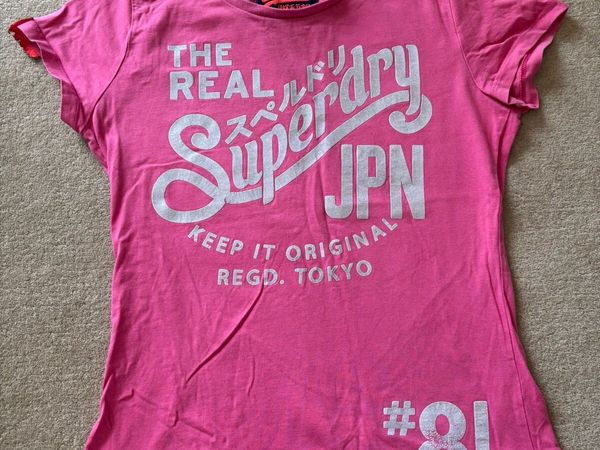 THE
REAL
スペルドリ
Superdry
JPN
KEEP IT ORIGINAL
REGD. TOKYO
#81